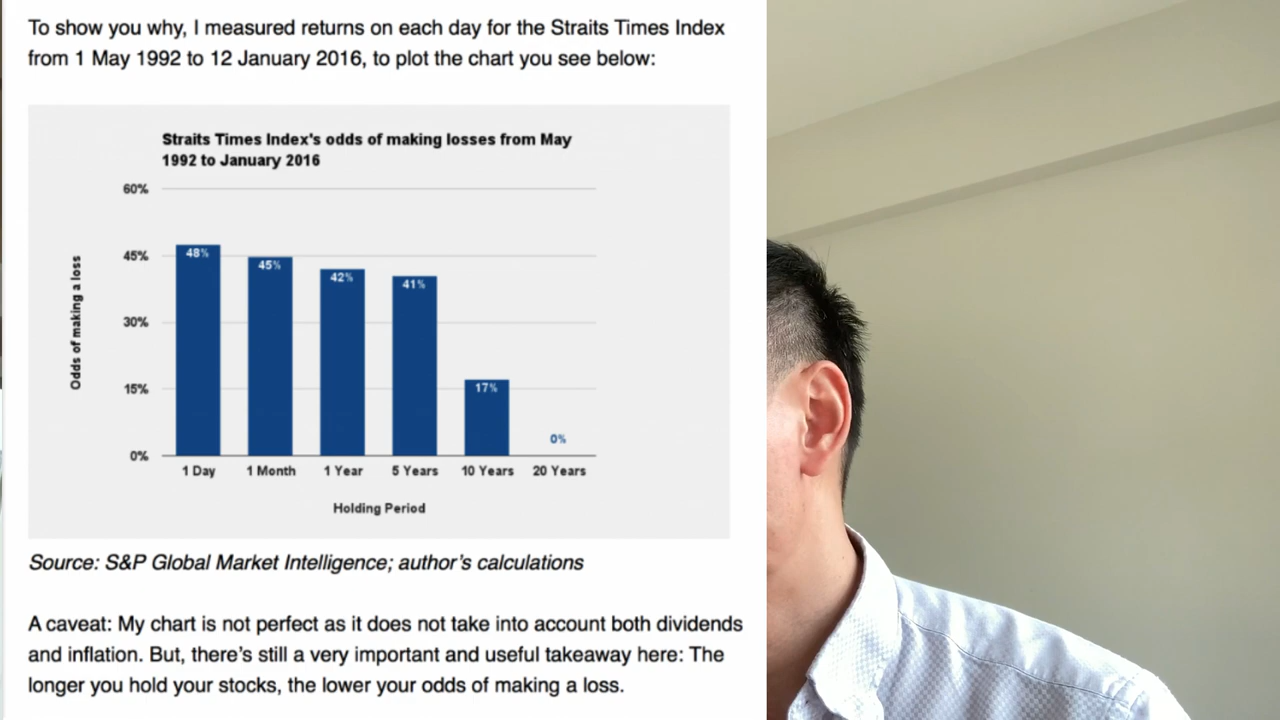 To show you why, I measured returns on each day for the Straits Times Index
from 1 May 1992 to 12 January 2016, to plot the chart you see below:
Straits Times Index's odds of making losses from May
1992 to January 2016
Odds of making a loss
60%
45%
30%
15%
0%
48%
45%
42%
41%
17%
0%
1 Day
1 Month
1 Year
5 Years
10 Years
20 Years
Holding Period
Source: S&P Global Market Intelligence; author's calculations
A caveat: My chart is not perfect as it does not take into account both dividends
and inflation. But, there's still a very important and useful takeaway here: The
longer you hold your stocks, the lower your odds of making a loss.